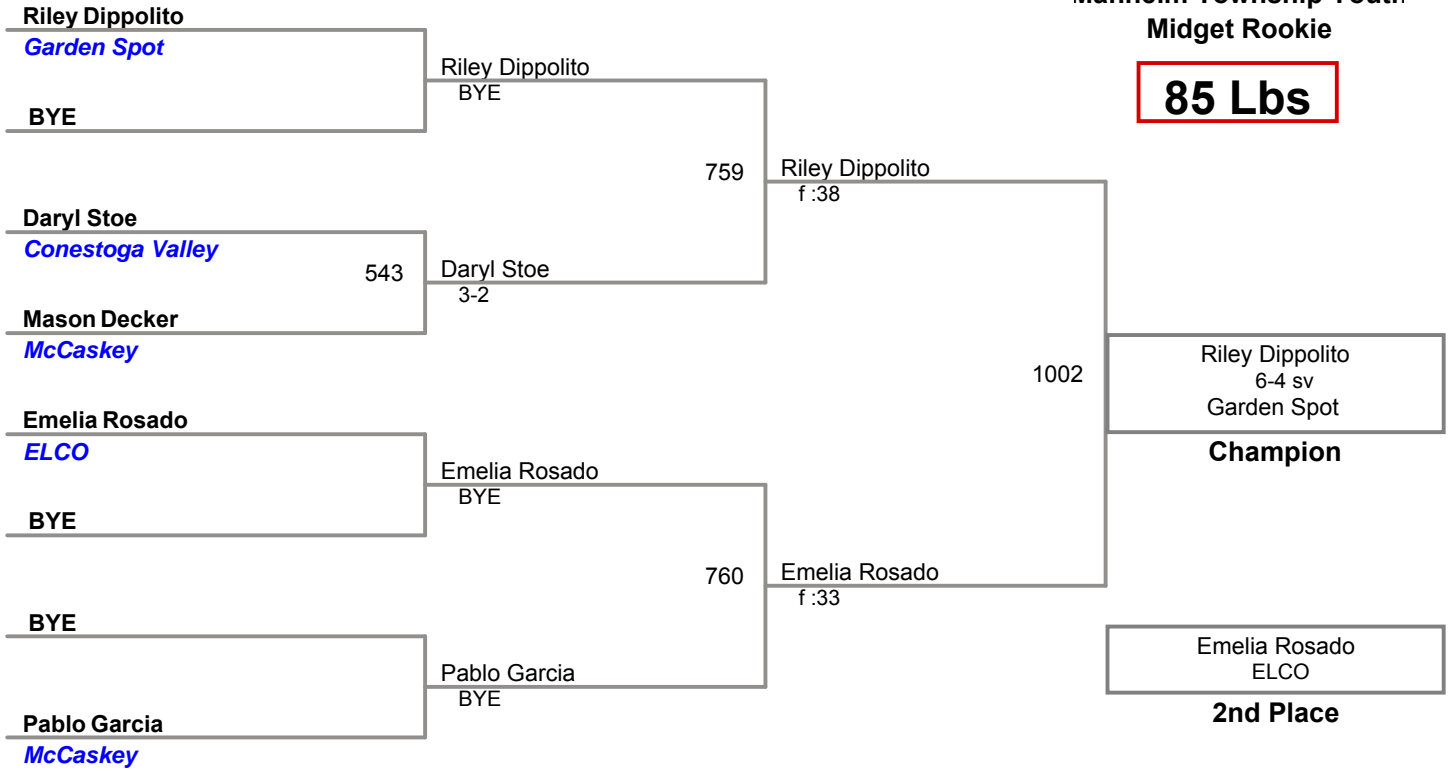 Midget Rookie
85 Lbs
Riley Dippolito
Garden Spot
BYE
Riley Dippolito
BYE
Daryl Stoe
Conestoga Valley
Mason Decker
McCaskey
543
Daryl Stoe
3-2
759
Riley Dippolito
f :38
Emelia Rosado
ELCO
BYE
Emelia Rosado
BYE
BYE
Pablo Garcia
McCaskey
Pablo Garcia
BYE
760
Emelia Rosado
f :33
1002
Riley Dippolito
6-4 sv
Garden Spot
Champion
Emelia Rosado
ELCO
2nd Place